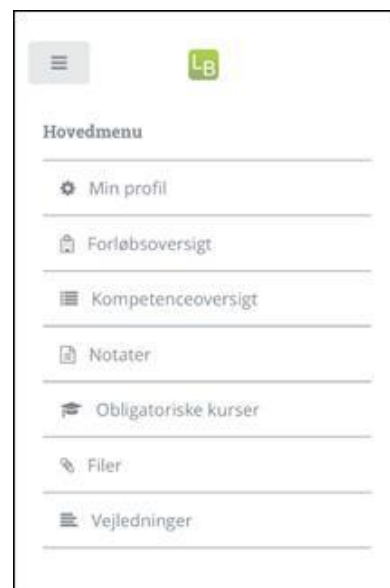 LB
Hovedmenu
Min profil
Forløbsoversigt
Kompetenceoversigt
Notater
Obligatoriske kurser
Filer
Vejledninger